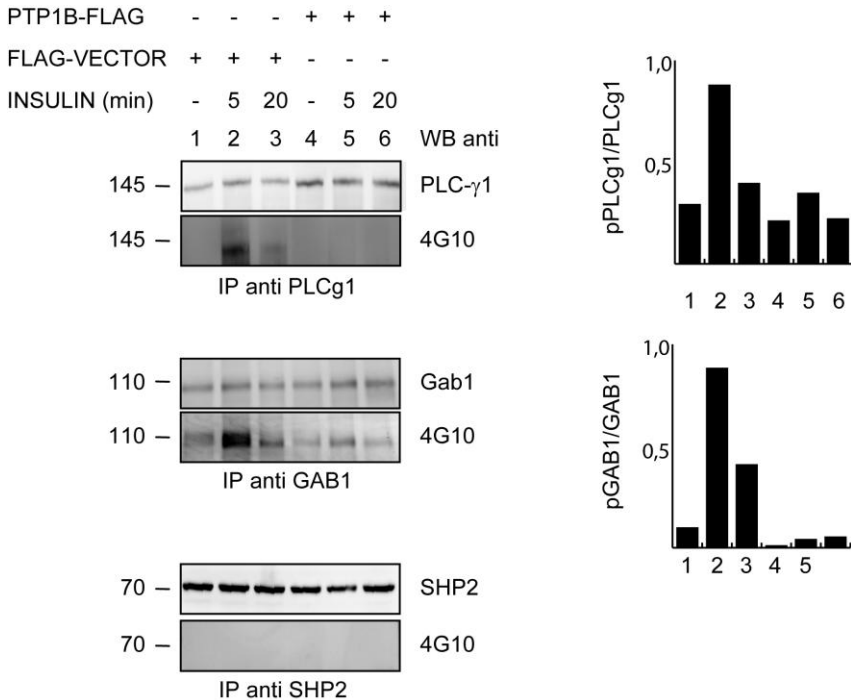 PTP1B-FLAG - - - + + +
FLAG-VECTOR + + + - - -
INSULIN (min) - 5 20 - 5 20
1 2 3 4 5 6 WB anti
145 – PLC-γ1
145 – 4G10
IP anti PLCg1
110 – Gab1
110 – 4G10
IP anti GAB1
70 – SHP2
70 – 4G10
IP anti SHP2
pPLCg1/PLCG1
1,0
0,5
1 2 3 4 5 6
pGAB1/GAB1
1,0
0,5
1 2 3 4 5